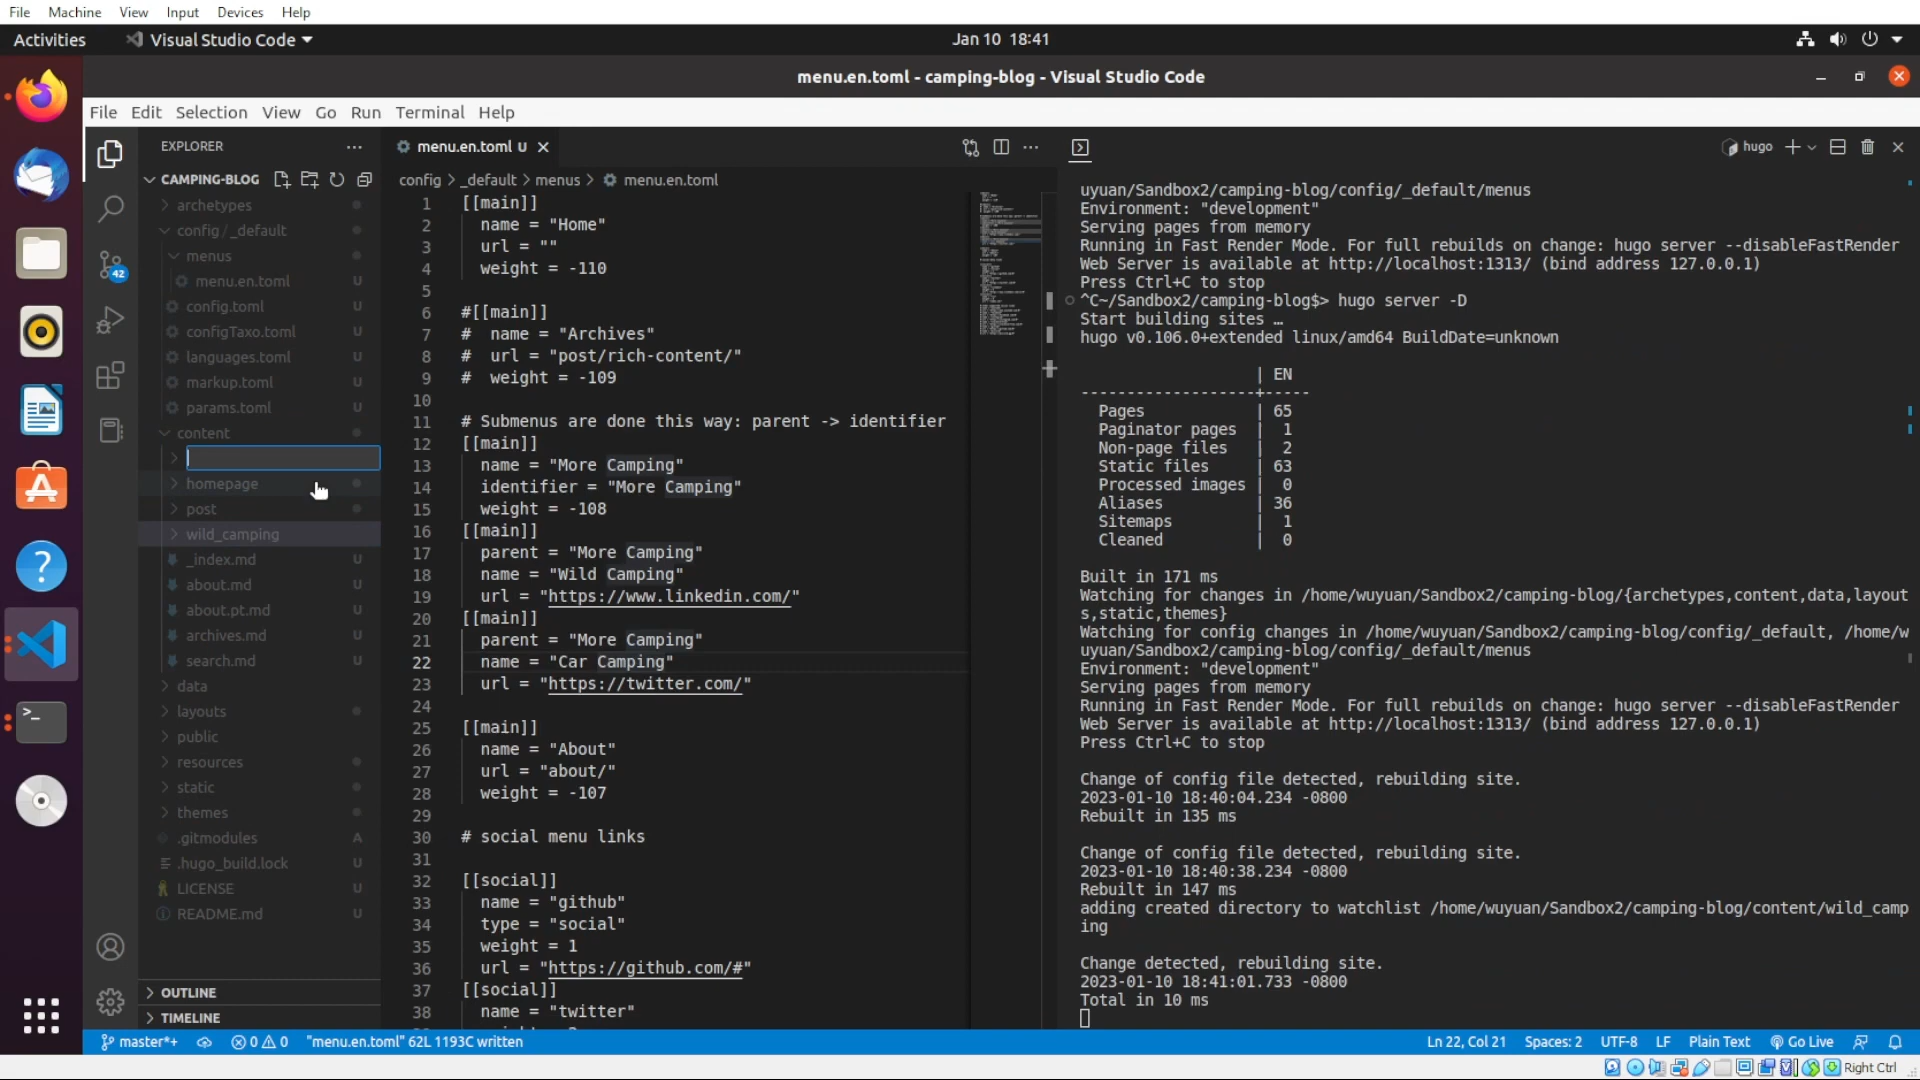 File Machine View Input Devices Help
Activities Visual Studio Code Jan 10 18:41
menu.en.toml - camping-blog - Visual Studio Code
File Edit Selection View Go Run Terminal Help
EXPLORER
CAMPING-BLOG
archetypes
config / _default
menus
menu.en.toml U
config.toml U
configTaxo.toml U
languages.toml U
markup.toml U
params.toml U
content
homepage
post
wild_camping
_index.md U
about.md U
about.pt.md U
archives.md U
search.md U
data
layouts
public
resources
static
themes
.gitmodules A
.hugo_build.lock U
LICENSE U
README.md U
OUTLINE
TIMELINE
42
menu.en.toml U
config > _default > menus > menu.en.toml
1 [[main]]
2 name = "Home"
3 url = ""
4 weight = -110
5
6 #[[main]]
7 # name = "Archives"
8 # url = "post/rich-content/"
9 # weight = -109
10
11 # Submenus are done this way: parent -> identifier
12 [[main]]
13 name = "More Camping"
14 identifier = "More Camping"
15 weight = -108
16 [[main]]
17 parent = "More Camping"
18 name = "Wild Camping"
19 url = "https://www.linkedin.com/"
20 [[main]]
21 parent = "More Camping"
22 name = "Car Camping"
23 url = "https://twitter.com/"
24
25 [[main]]
26 name = "About"
27 url = "about/"
28 weight = -107
29
30 # social menu links
31
32 [[social]]
33 name = "github"
34 type = "social"
35 weight = 1
36 url = "https://github.com/#"
37 [[social]]
38 name = "twitter"
hugo
uyuan/Sandbox2/camping-blog/config/_default/menus
Environment: "development"
Serving pages from memory
Running in Fast Render Mode. For full rebuilds on change: hugo server --disableFastRender
Web Server is available at http://localhost:1313/ (bind address 127.0.0.1)
Press Ctrl+C to stop
^C~/Sandbox2/camping-blog$> hugo server -D
Start building sites …
hugo v0.106.0+extended linux/amd64 BuildDate=unknown
| EN
-------------------+-----
Pages | 65
Paginator pages | 1
Non-page files | 2
Static files | 63
Processed images | 0
Aliases | 36
Sitemaps | 1
Cleaned | 0
Built in 171 ms
Watching for changes in /home/wuyuan/Sandbox2/camping-blog/{archetypes,content,data,layout
s,static,themes}
Watching for config changes in /home/wuyuan/Sandbox2/camping-blog/config/_default, /home/w
uyuan/Sandbox2/camping-blog/config/_default/menus
Environment: "development"
Serving pages from memory
Running in Fast Render Mode. For full rebuilds on change: hugo server --disableFastRender
Web Server is available at http://localhost:1313/ (bind address 127.0.0.1)
Press Ctrl+C to stop
Change of config file detected, rebuilding site.
2023-01-10 18:40:04.234 -0800
Rebuilt in 135 ms
Change of config file detected, rebuilding site.
2023-01-10 18:40:38.234 -0800
Rebuilt in 147 ms
adding created directory to watchlist /home/wuyuan/Sandbox2/camping-blog/content/wild_camp
ing
Change detected, rebuilding site.
2023-01-10 18:41:01.733 -0800
Total in 10 ms
master*+ 0 0 "menu.en.toml" 62L 1193C written Ln 22, Col 21 Spaces: 2 UTF-8 LF Plain Text Go Live
Right Ctrl